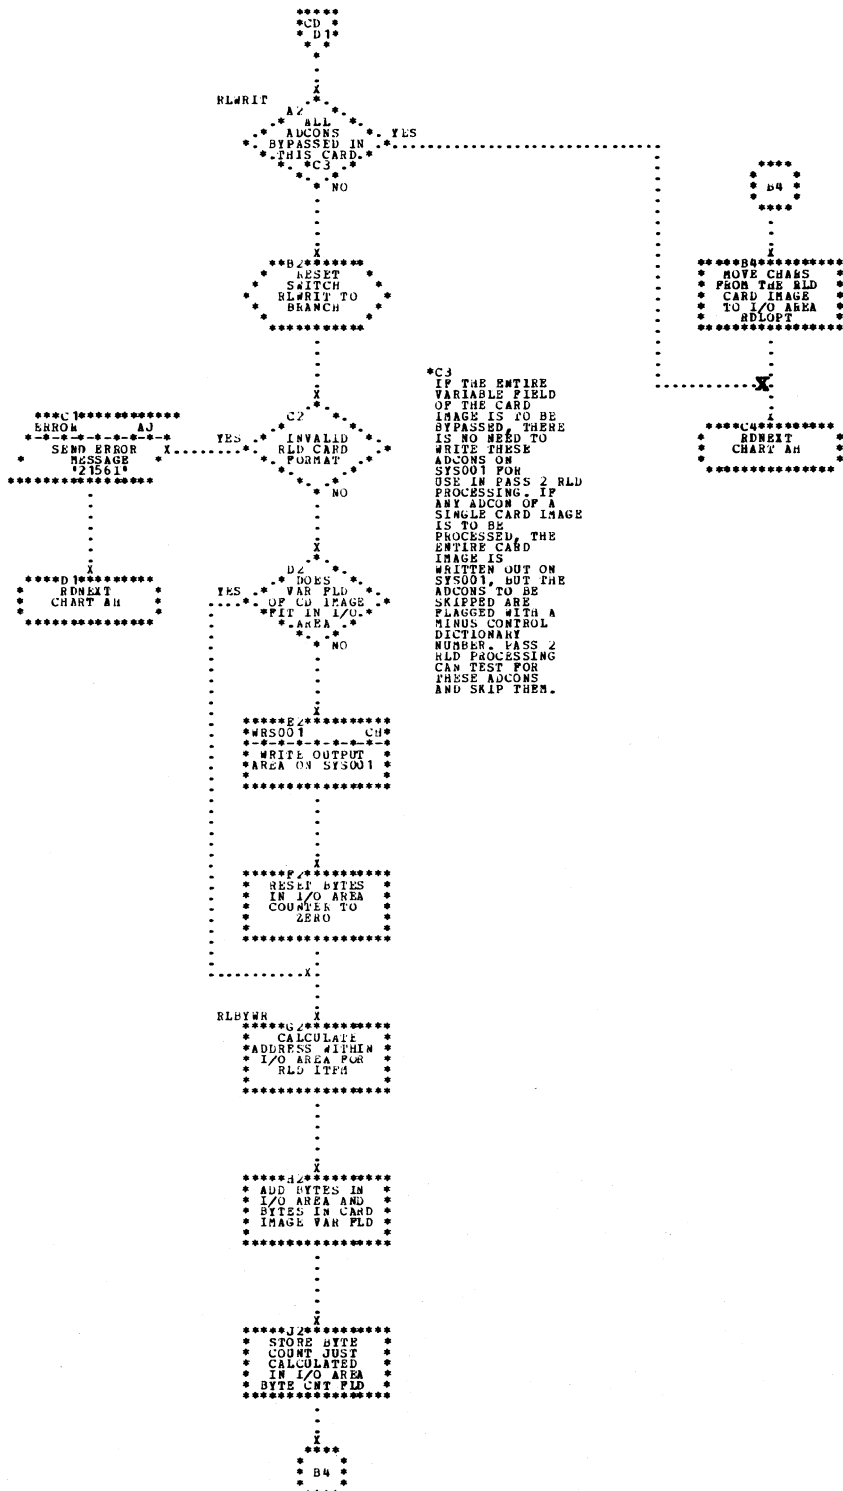 CD
D1
RLWRIT
A2
ALL
ADCONS
BYPASSED IN
THIS CARD.
*C3
YES
NO
B4
B2
RESET
SWITCH
RLWRIT TO
BRANCH
B4
MOVE CHARS
FROM THE RLD
CARD IMAGE
TO I/O AREA
RDLOPT
X
C4
RDNEXT
CHART AH
*C3
IF THE ENTIRE
VARIABLE FIELD
OF THE CARD
IMAGE IS TO BE
BYPASSED, THERE
IS NO NEED TO
WRITE THESE
ADCONS ON
SYS001 FOR
USE IN PASS 2 RLD
PROCESSING. IF
ANY ADCON OF A
SINGLE CARD IMAGE
IS TO BE
PROCESSED, THE
ENTIRE CARD
IMAGE IS
WRITTEN OUT ON
SYS001, BUT THE
ADCONS TO BE
SKIPPED ARE
FLAGGED WITH A
MINUS CONTROL
DICTIONARY
NUMBER. PASS 2
RLD PROCESSING
CAN TEST FOR
THESE ADCONS
AND SKIP THEM.
C1
ERROR AJ
SEND ERROR
MESSAGE
'2156I'
C2
INVALID
RLD CARD
FORMAT
YES
NO
D1
RDNEXT
CHART AH
D2
DOES
VAR FLD
OF CD IMAGE
FIT IN I/O
AREA
YES
NO
E2
WRS001 CH
WRITE OUTPUT
AREA ON SYS001
F2
RESET BYTES
IN I/O AREA
COUNTER TO
ZERO
RLBYWR
G2
CALCULATE
ADDRESS WITHIN
I/O AREA FOR
RLD ITEM
H2
ADD BYTES IN
I/O AREA AND
BYTES IN CARD
IMAGE VAR FLD
J2
STORE BYTE
COUNT JUST
CALCULATED
IN I/O AREA
BYTE CNT FLD
B4